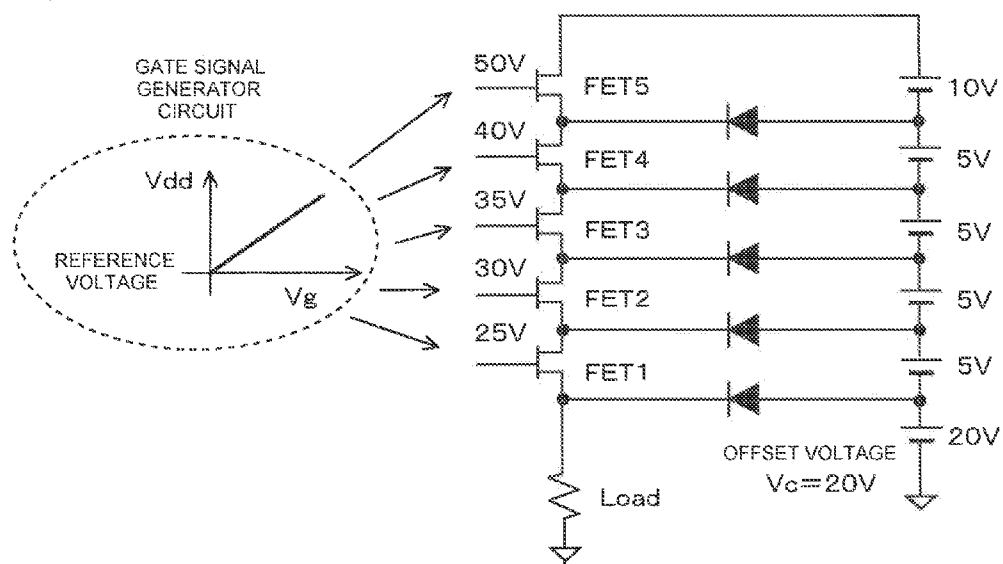 GATE SIGNAL
GENERATOR
CIRCUIT
Vdd
REFERENCE
VOLTAGE
Vg
50V
FET5
10V
40V
FET4
5V
35V
FET3
5V
30V
FET2
5V
25V
FET1
5V
20V
OFFSET VOLTAGE
Vc=20V
Load